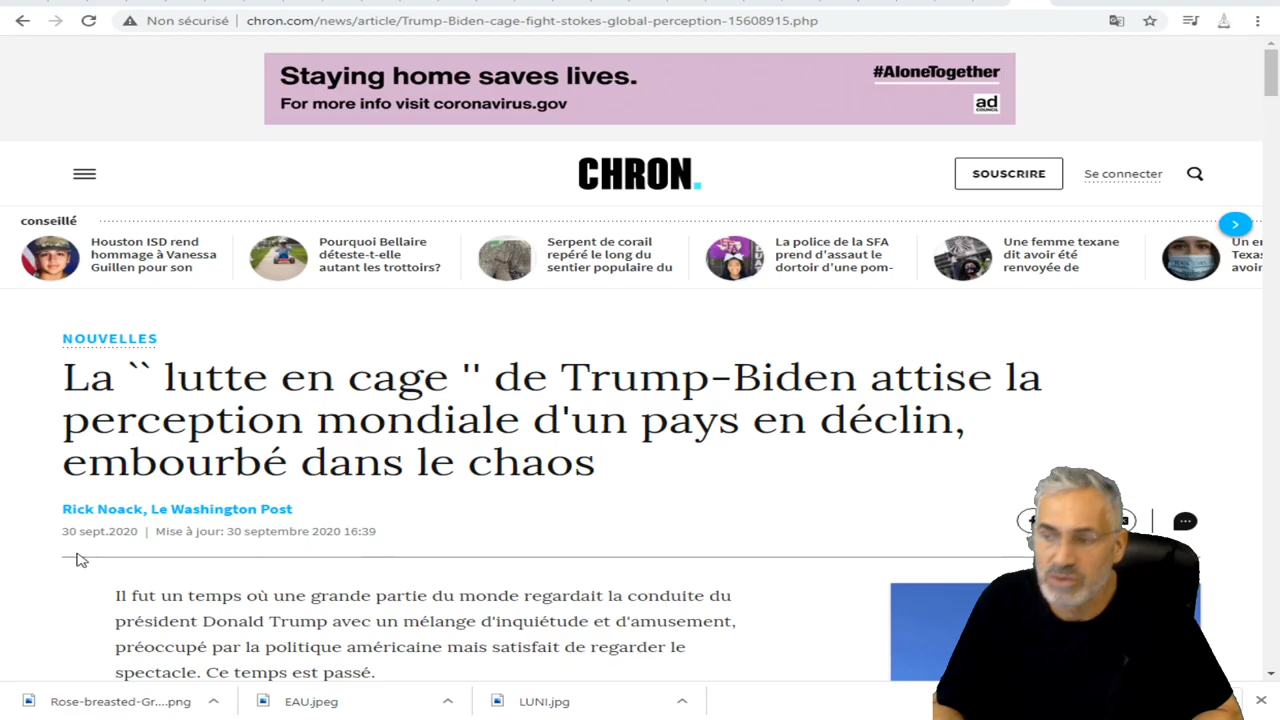 Non sécurisé | chron.com/news/article/Trump-Biden-cage-fight-stokes-global-perception-15608915.php
Staying home saves lives.
For more info visit coronavirus.gov
#AloneTogether
ad
COUNCIL
CHRON.
SOUSCRIRE
Se connecter
conseillé
Houston ISD rend
hommage à Vanessa
Guillen pour son
Pourquoi Bellaire
déteste-t-elle
autant les trottoirs?
Serpent de corail
repéré le long du
sentier populaire du
La police de la SFA
prend d'assaut le
dortoir d'une pom-
Une femme texane
dit avoir été
renvoyée de
Un en
Texas
avoir
NOUVELLES
La `` lutte en cage '' de Trump-Biden attise la
perception mondiale d'un pays en déclin,
embourbé dans le chaos
Rick Noack, Le Washington Post
30 sept.2020 | Mise à jour: 30 septembre 2020 16:39
Il fut un temps où une grande partie du monde regardait la conduite du
président Donald Trump avec un mélange d'inquiétude et d'amusement,
préoccupé par la politique américaine mais satisfait de regarder le
spectacle. Ce temps est passé.
Rose-breasted-Gr....png
EAU.jpeg
LUNI.jpg